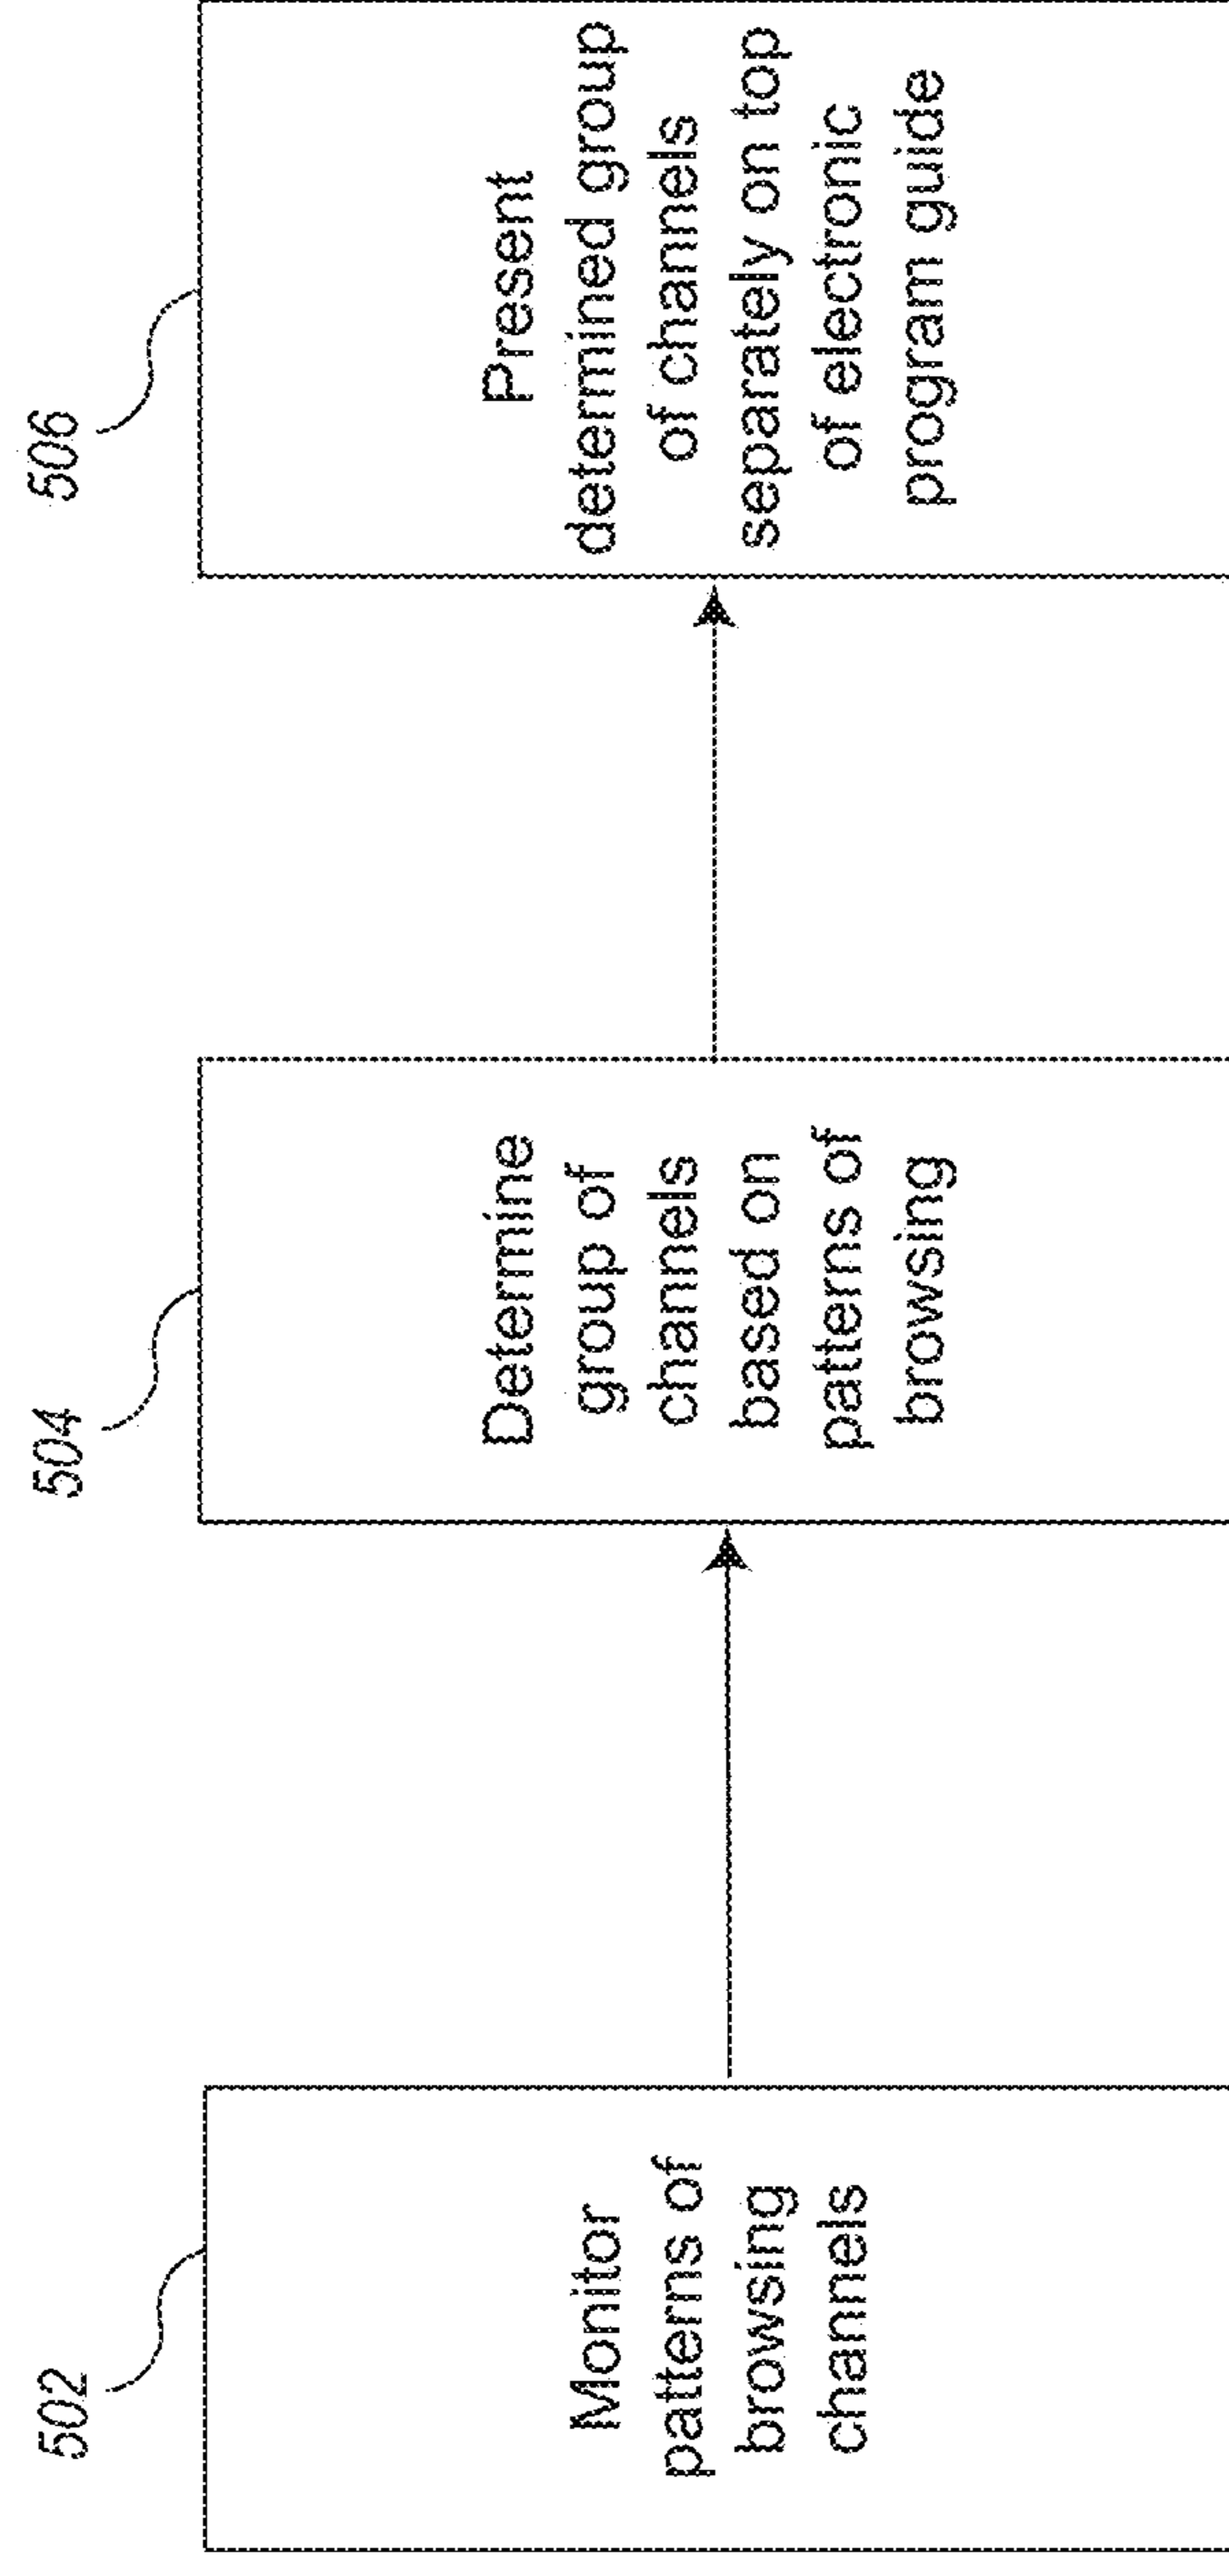 502
Monitor
patterns of
browsing
channels
504
Determine
group of
channels
based on
patterns of
browsing
506
Present
determined group
of channels
separately on top
of electronic
program guide